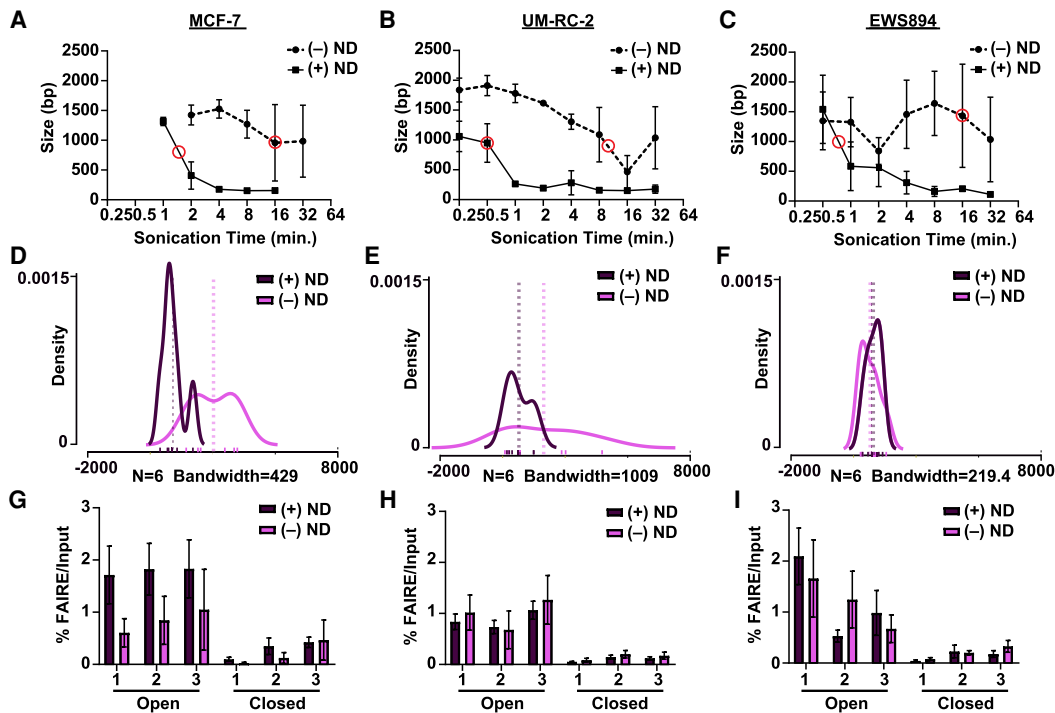 A
MCF-7
2500
2000
1500
1000
500
0
Size (bp)
(–) ND
(+) ND
0.25 0.5 1 2 4 8 16 32 64
Sonication Time (min.)
B
UM-RC-2
2500
2000
1500
1000
500
0
Size (bp)
(–) ND
(+) ND
0.25 0.5 1 2 4 8 16 32 64
Sonication Time (min.)
C
EWS894
2500
2000
1500
1000
500
0
Size (bp)
(–) ND
(+) ND
0.25 0.5 1 2 4 8 16 32 64
Sonication Time (min.)
D
0.0015
Density
0
(+) ND
(–) ND
-2000 8000
N=6 Bandwidth=429
E
0.0015
Density
0
(+) ND
(–) ND
-2000 8000
N=6 Bandwidth=1009
F
0.0015
Density
0
(+) ND
(–) ND
-2000 8000
N=6 Bandwidth=219.4
G
3
2
1
0
% FAIRE/Input
(+) ND
(–) ND
1 2 3 1 2 3
Open Closed
H
3
2
1
0
% FAIRE/Input
(+) ND
(–) ND
1 2 3 1 2 3
Open Closed
I
3
2
1
0
% FAIRE/Input
(+) ND
(–) ND
1 2 3 1 2 3
Open Closed